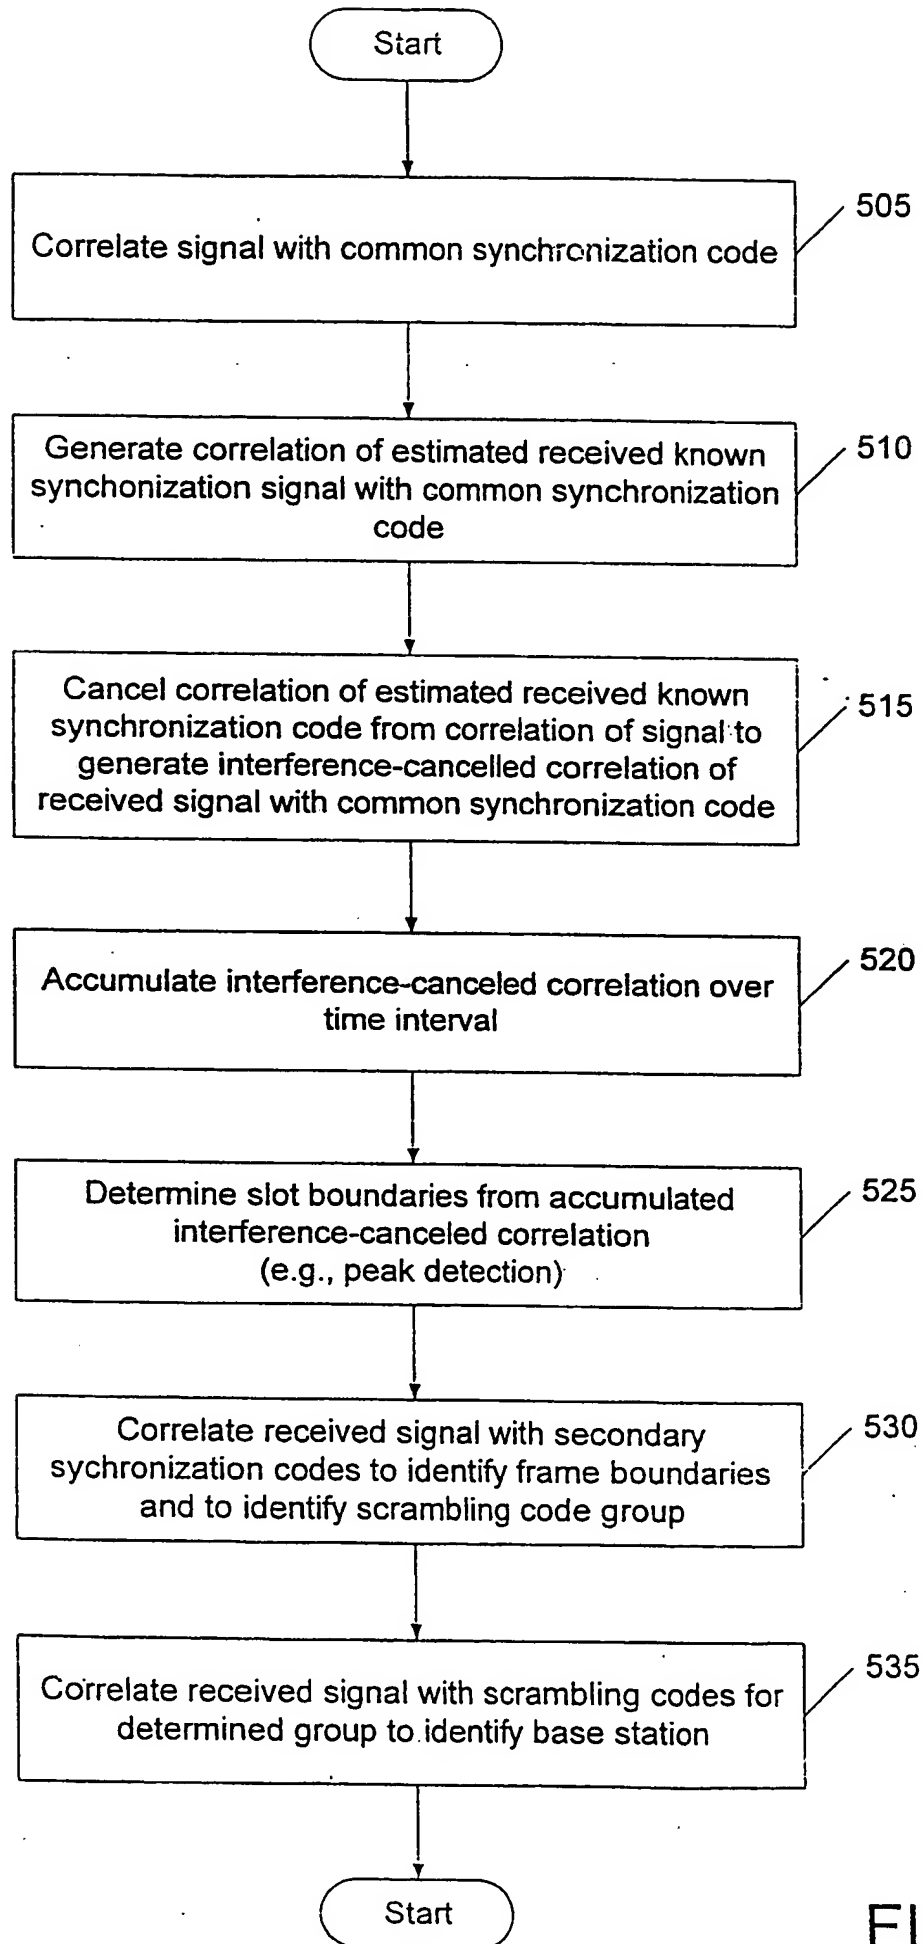 Start
505
Correlate signal with common synchronization code
510
Generate correlation of estimated received known
synchonization signal with common synchronization
code
515
Cancel correlation of estimated received known
synchronization code from correlation of signal to
generate interference-cancelled correlation of
received signal with common synchronization code
520
Accumulate interference-canceled correlation over
time interval
525
Determine slot boundaries from accumulated
interference-canceled correlation
(e.g., peak detection)
530
Correlate received signal with secondary
sychronization codes to identify frame boundaries
and to identify scrambling code group
535
Correlate received signal with scrambling codes for
determined group to identify base station
Start